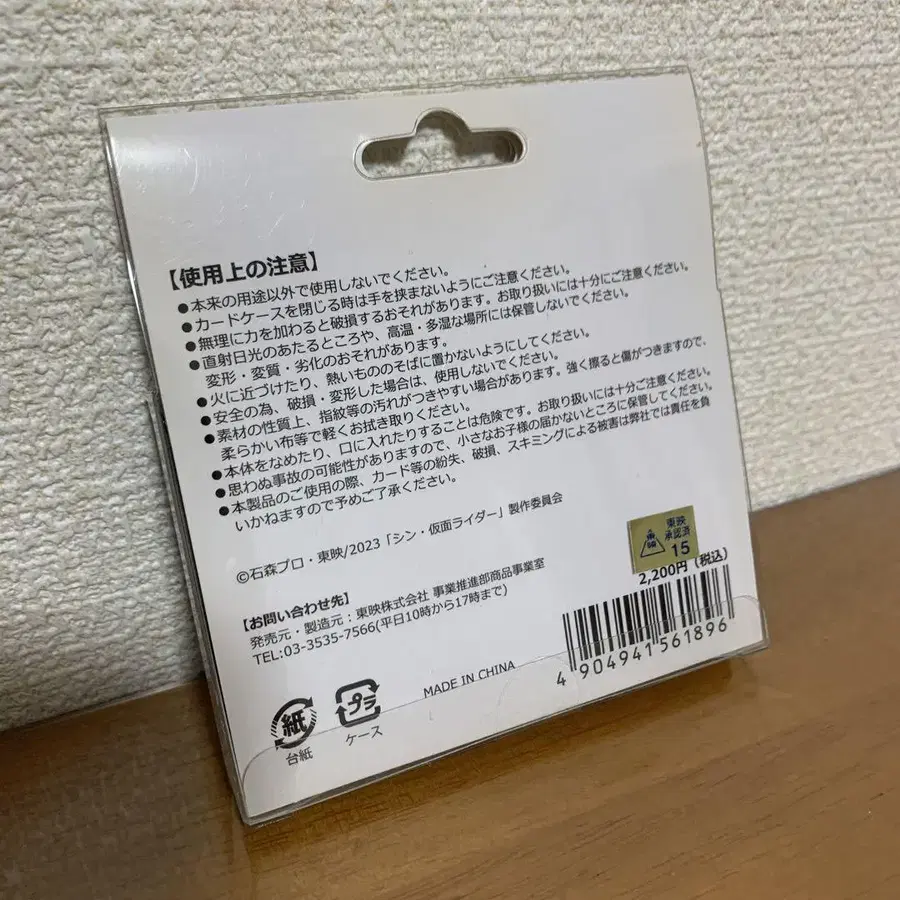 【使用上の注意】
●本来の用途以外で使用しないでください。
●カードケースを閉じる時は手を挟まないようにご注意ください。
●無理に力を加わると破損するおそれがあります。お取り扱いには十分にご注意ください。
●直射日光のあたるところや、高温・多湿な場所には保管しないでください。
変形・変質・劣化のおそれがあります。
●火に近づけたり、熱いもののそばに置かないようにしてください。
●安全の為、破損・変形した場合は、使用しないでください。
●素材の性質上、指紋等の汚れがつきやすい場合があります。強く擦ると傷がつきますので、
柔らかい布等で軽くお拭き取りください。
●本体をなめたり、口に入れたりすることは危険です。お取り扱いには十分ご注意ください。
●思わぬ事故の可能性がありますので、小さなお子様の届かないところに保管してください。
●本製品のご使用の際、カード等の紛失、破損、スキミングによる被害は弊社では責任を負
いかねますので予めご了承ください。
©石森プロ・東映/2023「シン・仮面ライダー」製作委員会
東映
承認済
15
東映
2,200円（税込）
【お問い合わせ先】
発売元・製造元：東映株式会社 事業推進部商品事業室
TEL:03-3535-7566(平日10時から17時まで)
4 904941 561896
MADE IN CHINA
紙
台紙
プラ
ケース